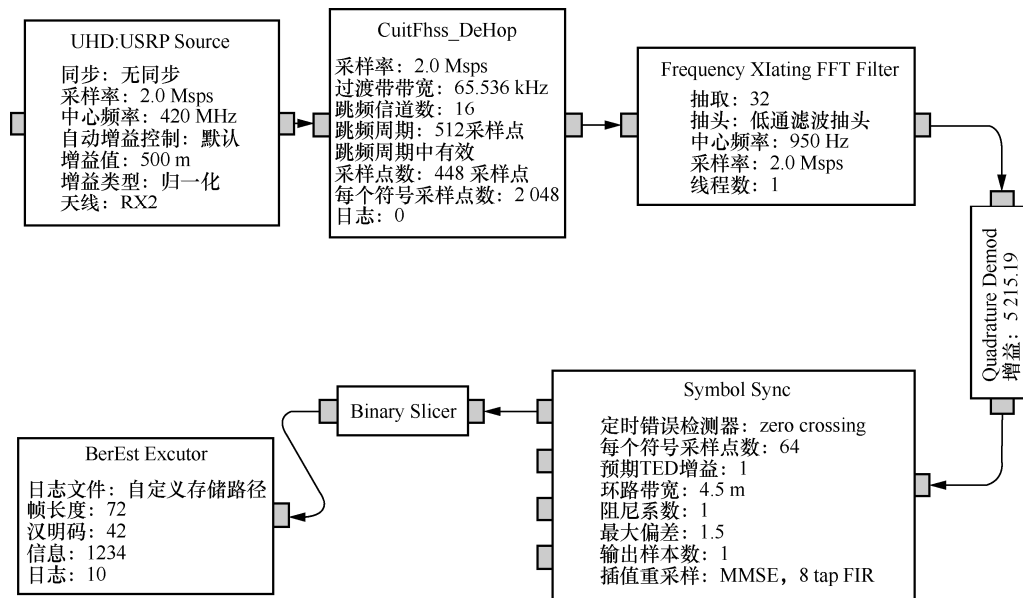 UHD:USRP Source
同步：无同步
采样率：2.0 Msps
中心频率：420 MHz
自动增益控制：默认
增益值：500 m
增益类型：归一化
天线：RX2
CuitFhss_DeHop
采样率：2.0 Msps
过渡带带宽：65.536 kHz
跳频信道数：16
跳频周期：512采样点
跳频周期中有效
采样点数：448 采样点
每个符号采样点数：2 048
日志：0
Frequency XIating FFT Filter
抽取：32
抽头：低通滤波抽头
中心频率：950 Hz
采样率：2.0 Msps
线程数：1
Quadrature Demod
增益：5 215.19
Symbol Sync
定时错误检测器：zero crossing
每个符号采样点数：64
预期TED增益：1
环路带宽：4.5 m
阻尼系数：1
最大偏差：1.5
输出样本数：1
插值重采样：MMSE，8 tap FIR
Binary Slicer
BerEst Excutor
日志文件：自定义存储路径
帧长度：72
汉明码：42
信息：1234
日志：10